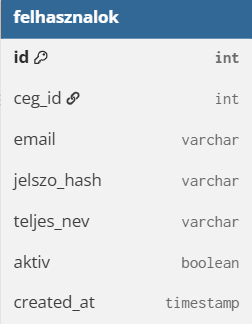 felhasznalok
id int
ceg_id int
email varchar
jelszo_hash varchar
teljes_nev varchar
aktiv boolean
created_at timestamp